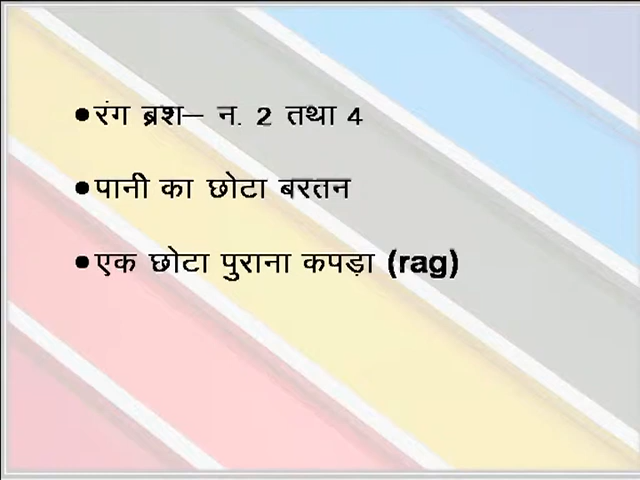 •रंग ब्रश– न. 2 तथा 4
•पानी का छोटा बरतन
•एक छोटा पुराना कपड़ा (rag)